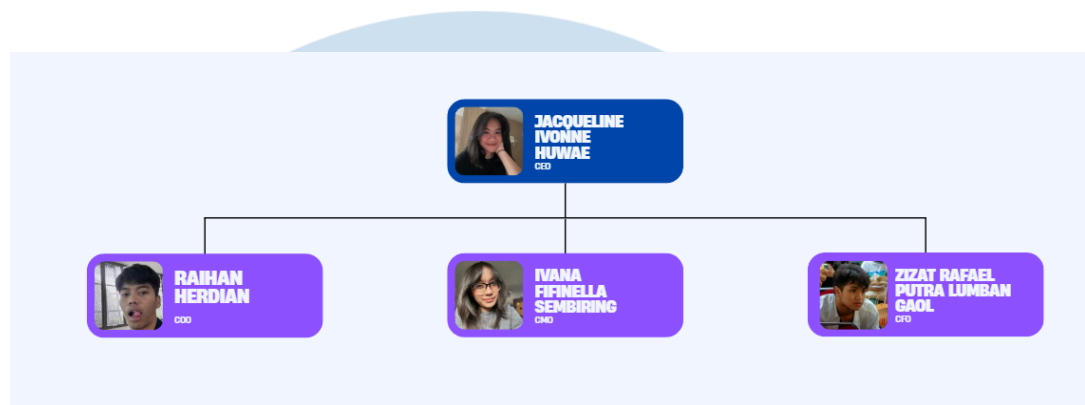 JACQUELINE
IVONNE
HUWAE
CEO
RAIHAN
HERDIAN
COO
IVANA
FIFINELLA
SEMBIRING
CMO
ZIZAT RAFAEL
PUTRA LUMBAN
GAOL
CFO